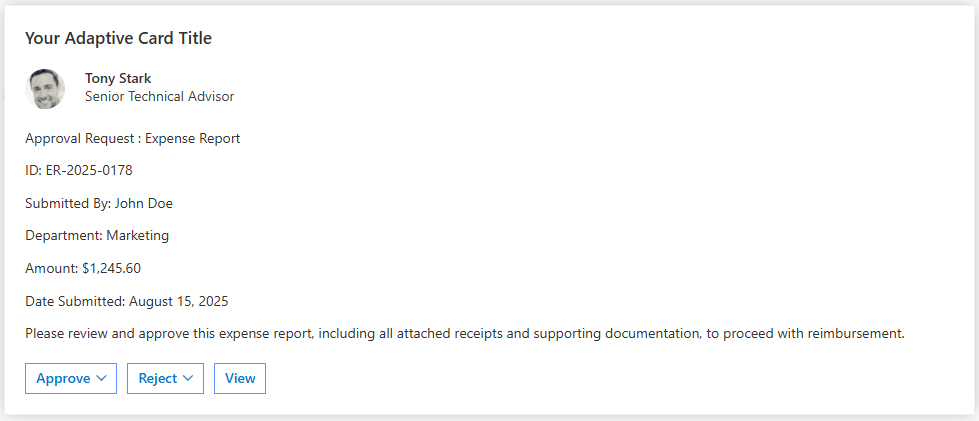 Your Adaptive Card Title
Tony Stark
Senior Technical Advisor
Approval Request : Expense Report
ID: ER-2025-0178
Submitted By: John Doe
Department: Marketing
Amount: $1,245.60
Date Submitted: August 15, 2025
Please review and approve this expense report, including all attached receipts and supporting documentation, to proceed with reimbursement.
Approve Reject View